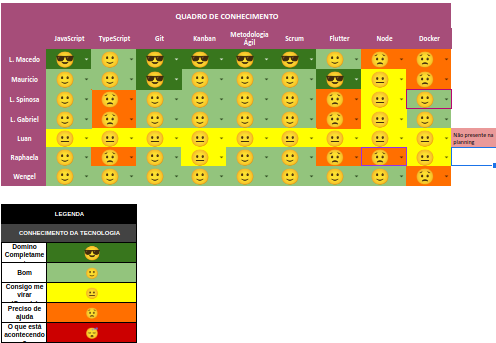 QUADRO DE CONHECIMENTO
JavaScript TypeScript Git Kanban Metodologia Agil Scrum Flutter Node Docker
L. Macedo
Mauricio
L. Spinosa
L. Gabriel
Luan
Não presente na
planning
Raphaela
Wengel
LEGENDA
CONHECIMENTO DA TECNOLOGIA
Domino
Completame
Bom
Consigo me
virar
Preciso de
ajuda
O que está
acontecendo